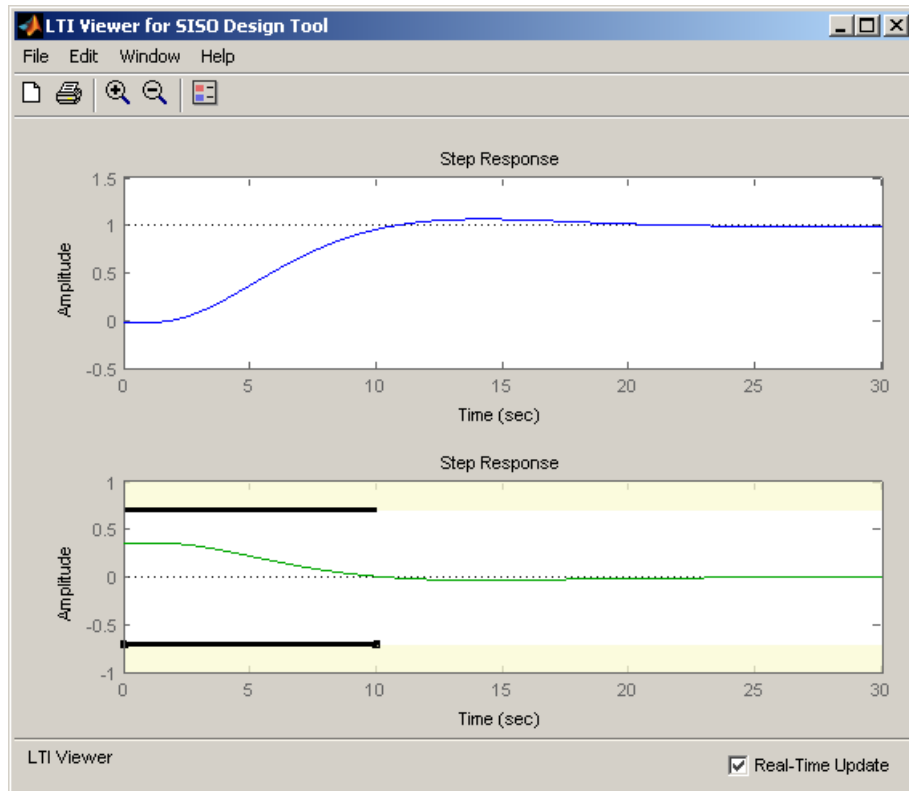 LTI Viewer for SISO Design Tool
File Edit Window Help
Step Response
1.5
1
0.5
0
-0.5
Amplitude
0 5 10 15 20 25 30
Time (sec)
Step Response
1
0.5
0
-0.5
-1
Amplitude
0 5 10 15 20 25 30
Time (sec)
LTI Viewer
Real-Time Update